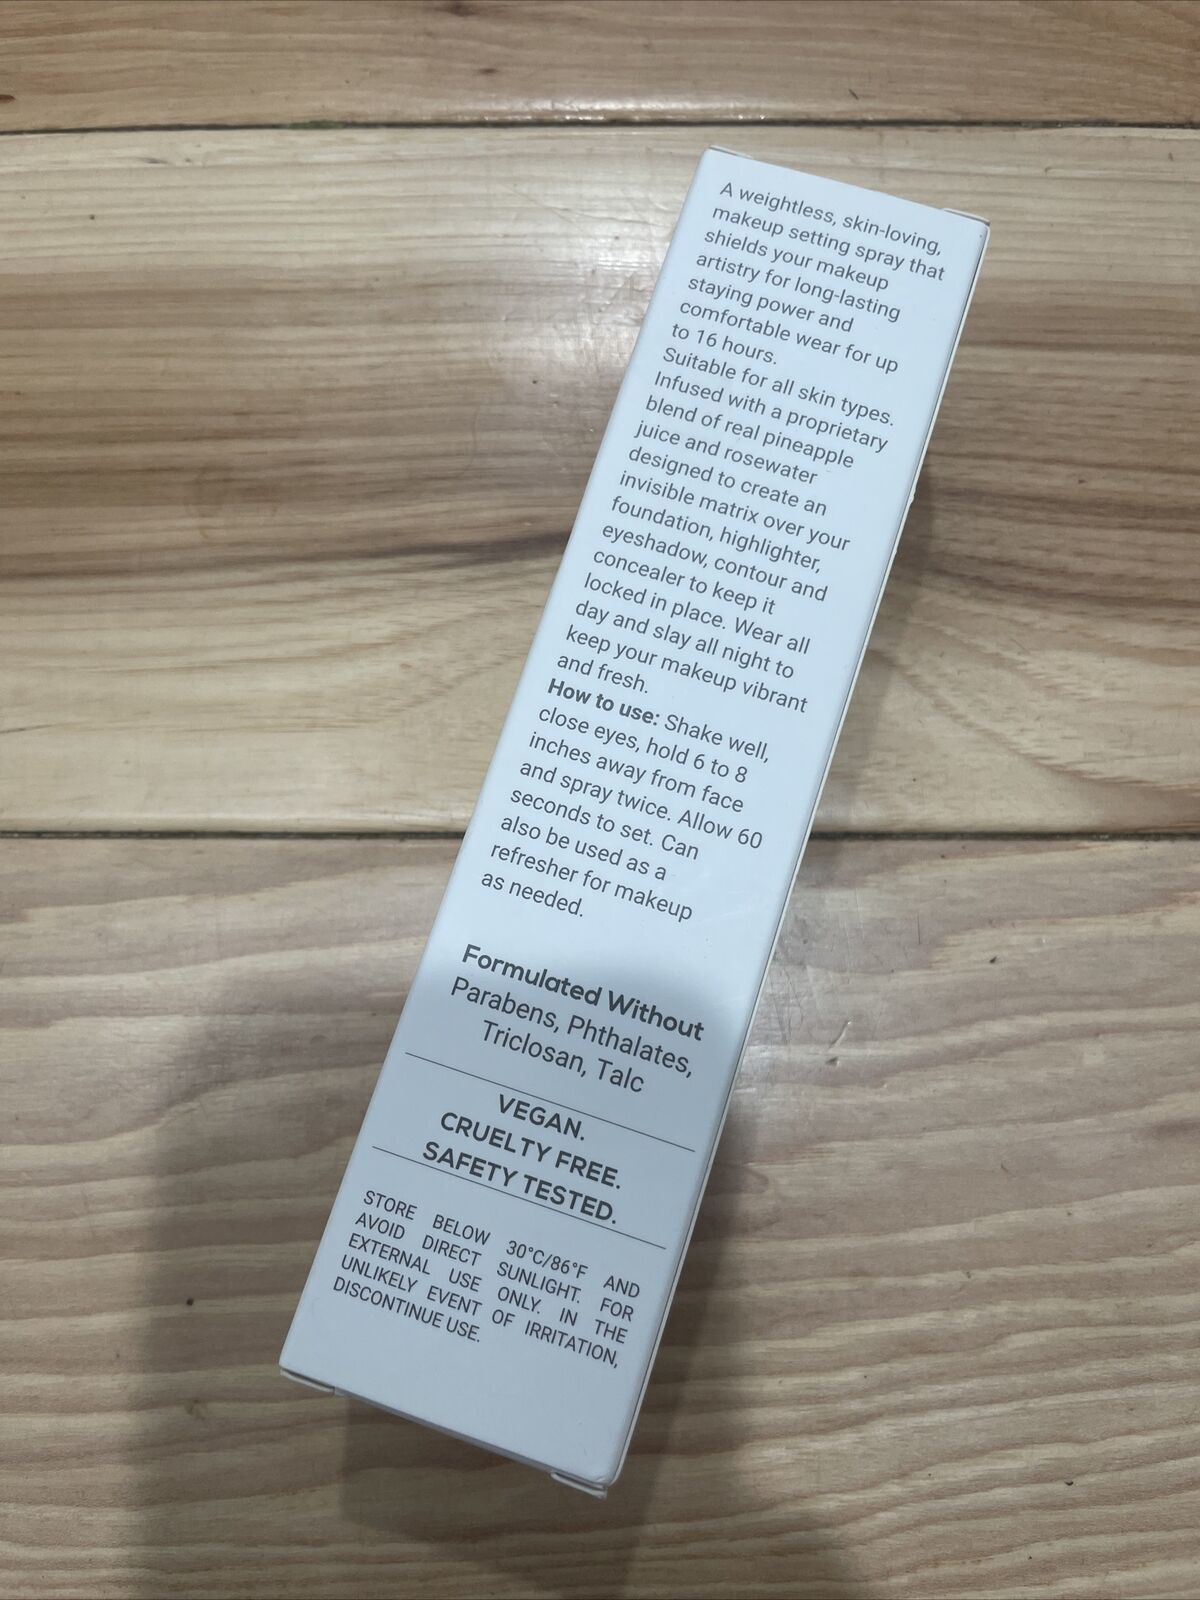 A weightless, skin-loving,
makeup setting spray that
shields your makeup
artistry for long-lasting
staying power and
comfortable wear for up
to 16 hours.
Suitable for all skin types.
Infused with a proprietary
blend of real pineapple
juice and rosewater
designed to create an
invisible matrix over your
foundation, highlighter,
eyeshadow, contour and
concealer to keep it
locked in place. Wear all
day and slay all night to
keep your makeup vibrant
and fresh.
How to use: Shake well,
close eyes, hold 6 to 8
inches away from face
and spray twice. Allow 60
seconds to set. Can
also be used as a
refresher for makeup
as needed.
Formulated Without
Parabens, Phthalates,
Triclosan, Talc
VEGAN.
CRUELTY FREE.
SAFETY TESTED.
STORE BELOW 30°C/86°F AND
AVOID DIRECT SUNLIGHT. FOR
EXTERNAL USE ONLY. IN THE
UNLIKELY EVENT OF IRRITATION,
DISCONTINUE USE.